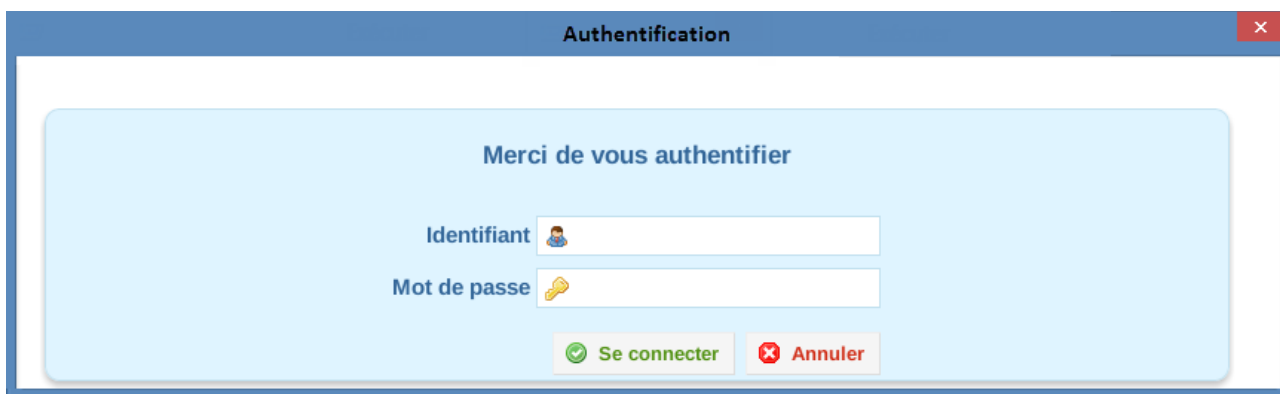 Authentification
Merci de vous authentifier
Identifiant
Mot de passe
Se connecter Annuler